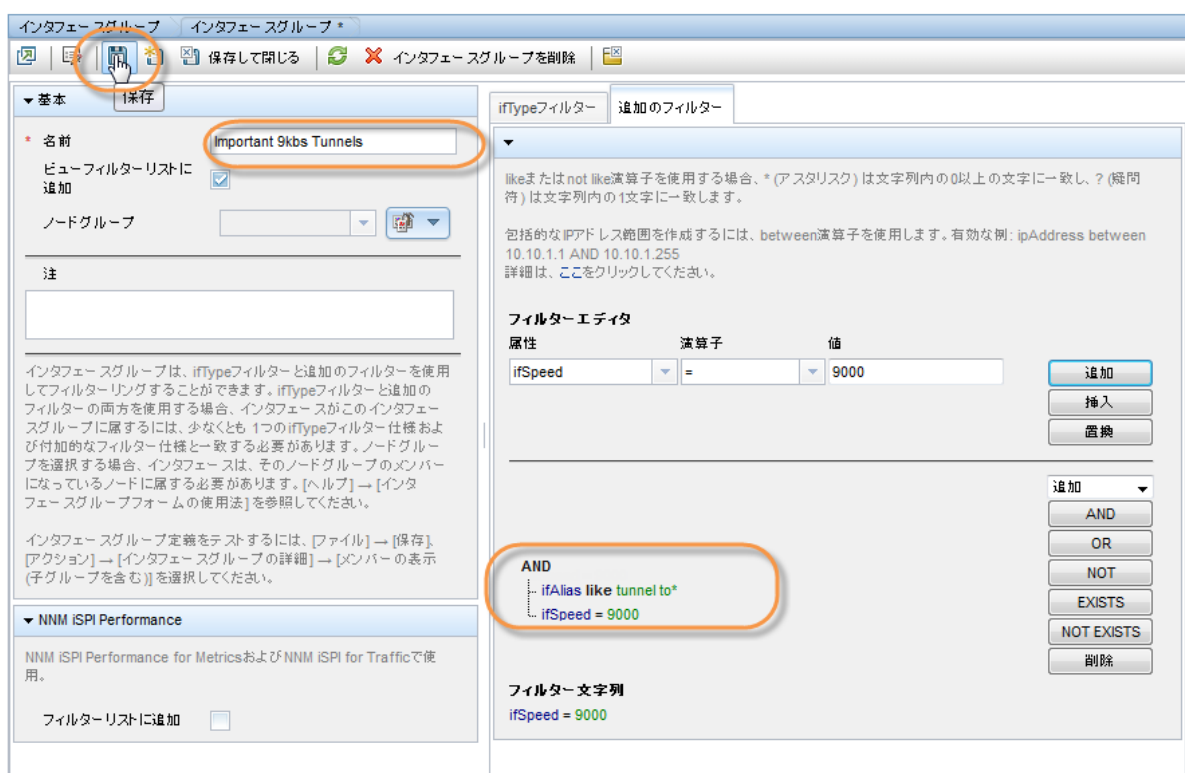 インタフェースグループ インタフェースグループ *
保存して閉じる インタフェースグループを削除
保存
基本
* 名前 Important 9kbs Tunnels
ビューフィルターリストに
追加
ノードグループ
注
インタフェースグループは、ifTypeフィルターと追加のフィルターを使用
してフィルターリングすることができます。ifTypeフィルターと追加の
フィルターの両方を使用する場合、インタフェースがこのインタフェー
スグループに属するには、少なくとも 1つのifTypeフィルター仕様およ
び付加的なフィルター仕様と一致する必要があります。ノードグルー
プを選択する場合、インタフェースは、そのノードグループのメンバー
になっているノードに属する必要があります。[ヘルプ] → [インタ
フェースグループフォームの使用法] を参照してください。
インタフェースグループ定義をテストするには、[ファイル] → [保存]、
[アクション] → [インタフェースグループの詳細] → [メンバーの表示
(子グループを含む)] を選択してください。
NNM iSPI Performance
NNM iSPI Performance for MetricsおよびNNM iSPI for Trafficで使
用。
フィルターリストに追加
ifTypeフィルター 追加のフィルター
likeまたはnot like演算子を使用する場合、* (アスタリスク) は文字列内の0以上の文字に一致し、? (疑問
符) は文字列内の1文字に一致します。
包括的なIPアドレス範囲を作成するには、between演算子を使用します。有効な例: ipAddress between
10.10.1.1 AND 10.10.1.255
詳細は、ここをクリックしてください。
フィルターエディタ
属性 演算子 値
ifSpeed = 9000 追加
挿入
置換
追加
AND
OR
NOT
EXISTS
NOT EXISTS
削除
AND
ifAlias like tunnel to*
ifSpeed = 9000
フィルター文字列
ifSpeed = 9000